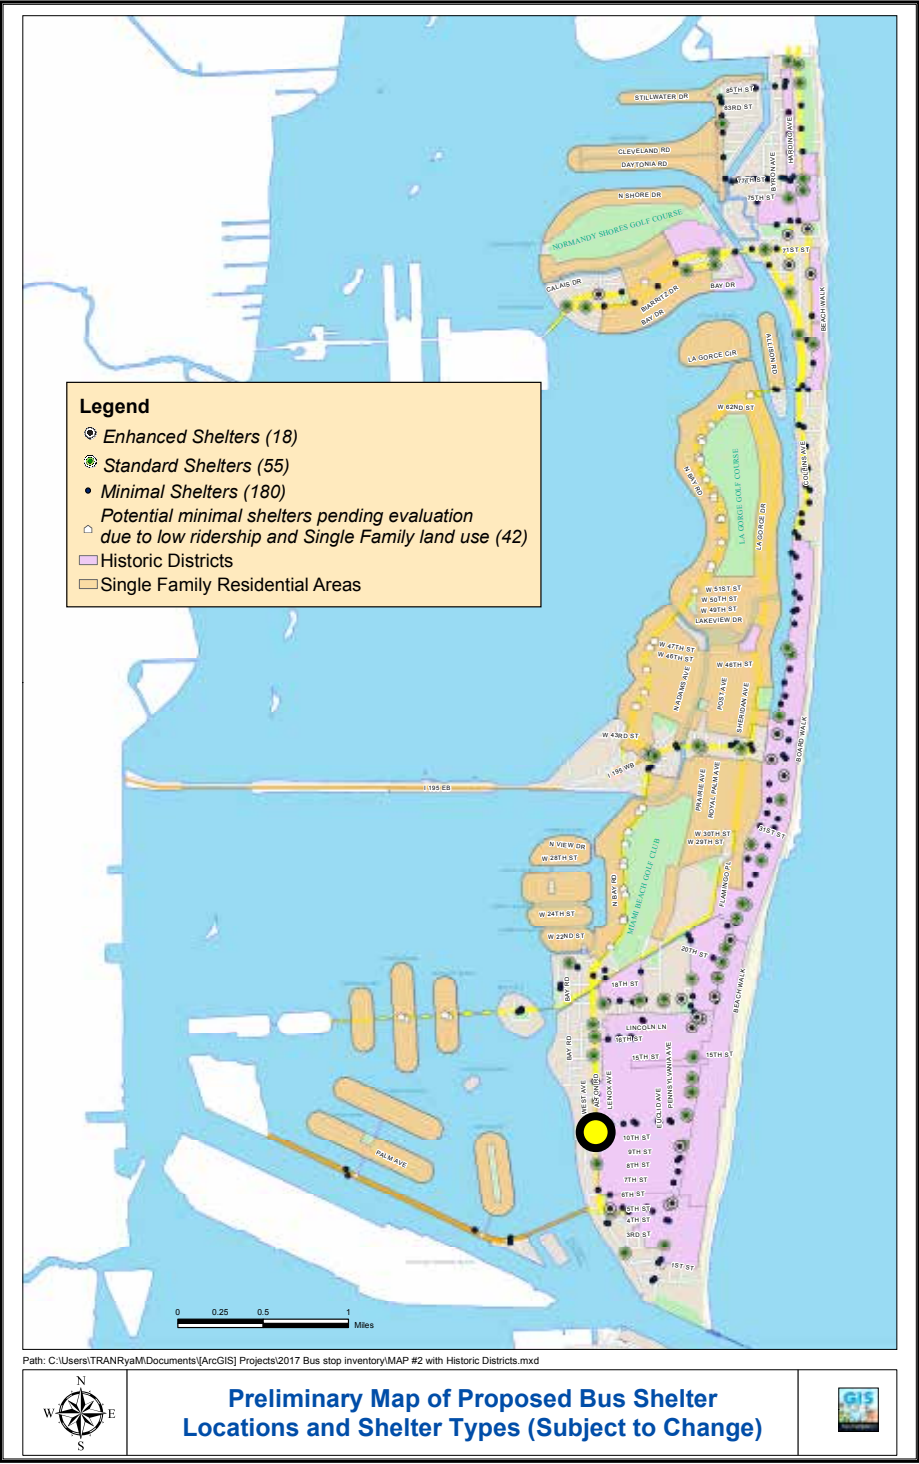 85TH ST
STILLWATER DR
83RD ST
HARDING AVE
CLEVELAND RD
DAYTONIA RD
BYRON AVE
77TH ST
75TH ST
N SHORE DR
NORMANDY SHORES GOLF COURSE
71ST ST
CALAIS DR
BIARRITZ DR
BAY DR
BAY DR
BEACH WALK
ALLISON RD
LA GORCE CIR
Legend
Enhanced Shelters (18)
Standard Shelters (55)
Minimal Shelters (180)
Potential minimal shelters pending evaluation
due to low ridership and Single Family land use (42)
Historic Districts
Single Family Residential Areas
W 62ND ST
COLLINS AVE
N BAY RD
LA GORCE GOLF COURSE
LA GORCE DR
W 51ST ST
W 50TH ST
W 49TH ST
LAKEVIEW DR
W 47TH ST
W 46TH ST
W 46TH ST
N ADAMS AVE
POST AVE
SHERIDAN AVE
BOARD WALK
W 43RD ST
I 195 WB
I 195 EB
PRAIRIE AVE
ROYAL PALM AVE
31ST ST
W 30TH ST
W 29TH ST
N VIEW DR
W 28TH ST
MIAMI BEACH GOLF CLUB
FLAMINGO PL
N BAY RD
W 24TH ST
W 22ND ST
20TH ST
BEACH WALK
BAY RD
18TH ST
LINCOLN LN
16TH ST
BAY RD
15TH ST
15TH ST
WEST AVE
ALTON RD
LENOX AVE
EUCLID AVE
PENNSYLVANIA AVE
10TH ST
9TH ST
8TH ST
7TH ST
6TH ST
5TH ST
4TH ST
3RD ST
1ST ST
PALM AVE
0 0.25 0.5 1
Miles
Path: C:\Users\TRANRyaM\Documents\[ArcGIS] Projects\2017 Bus stop inventory\MAP #2 with Historic Districts.mxd
N
W E
S
Preliminary Map of Proposed Bus Shelter
Locations and Shelter Types (Subject to Change)
GIS